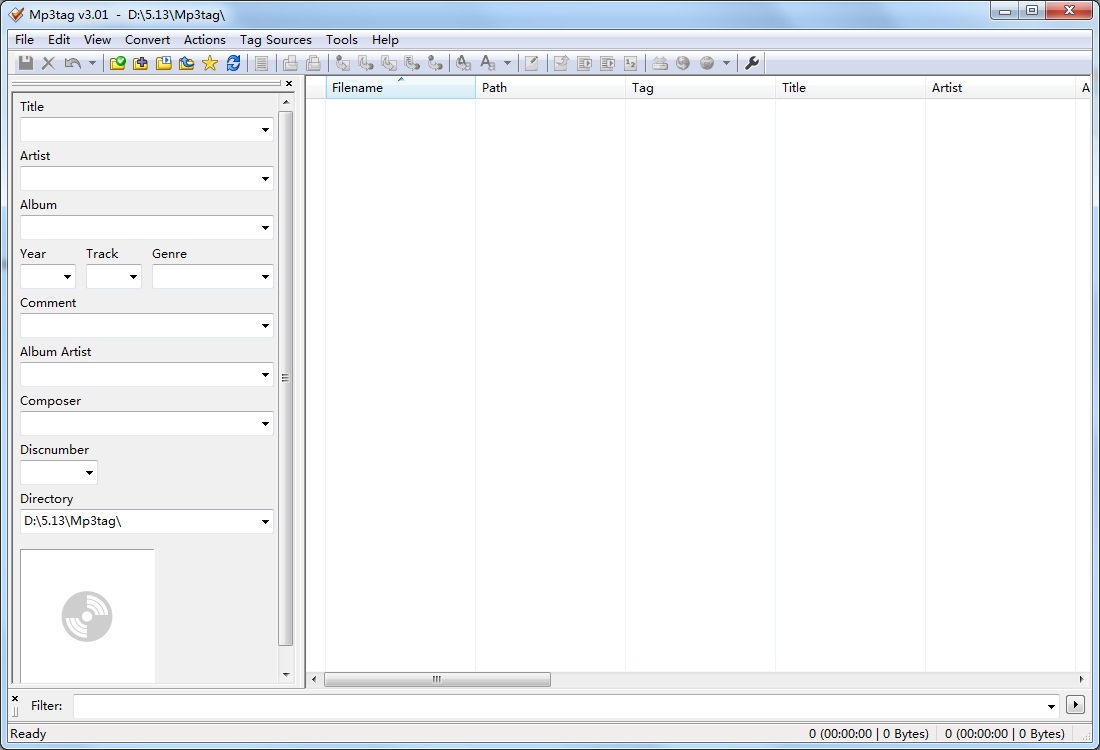 Mp3tag v3.01 - D:\5.13\Mp3tag\
File Edit View Convert Actions Tag Sources Tools Help
Filename Path Tag Title Artist A
Title
Artist
Album
Year Track Genre
Comment
Album Artist
Composer
Discnumber
Directory
D:\5.13\Mp3tag\
Filter:
Ready 0 (00:00:00 | 0 Bytes) 0 (00:00:00 | 0 Bytes)